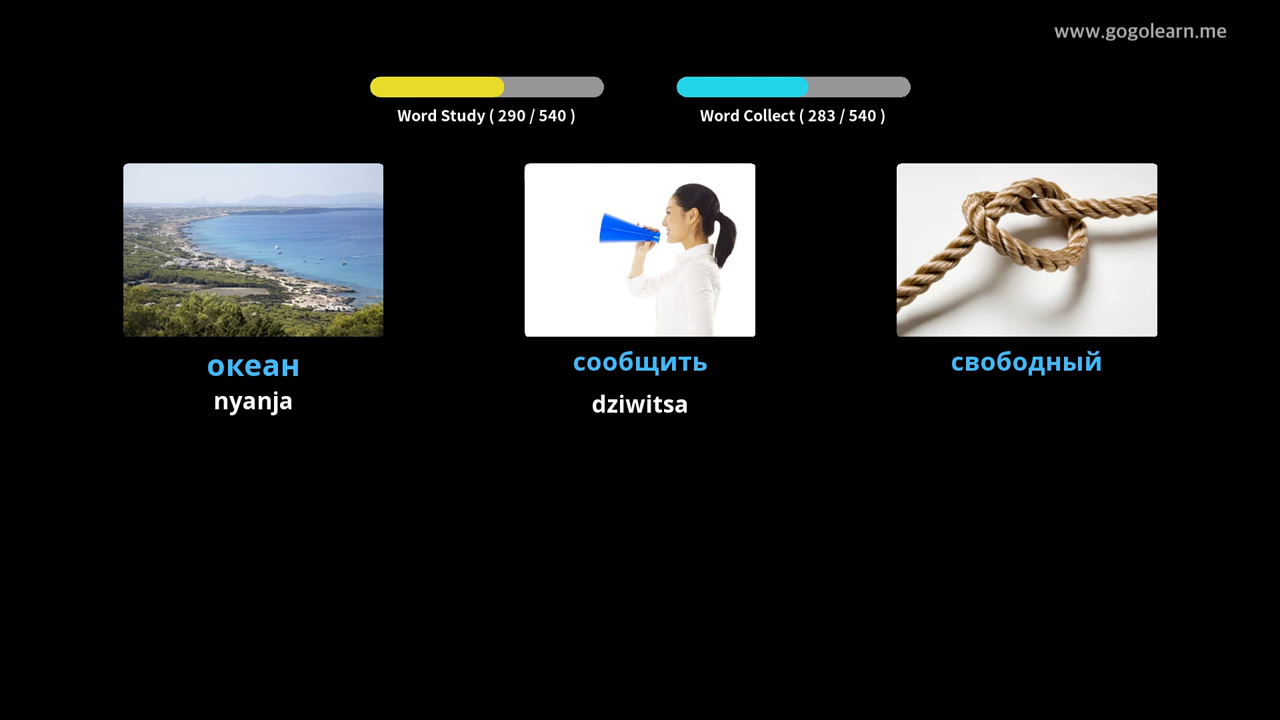 www.gogolearn.me
Word Study ( 290 / 540 )
Word Collect ( 283 / 540 )
океан
nyanja
сообщить
dziwitsa
свободный